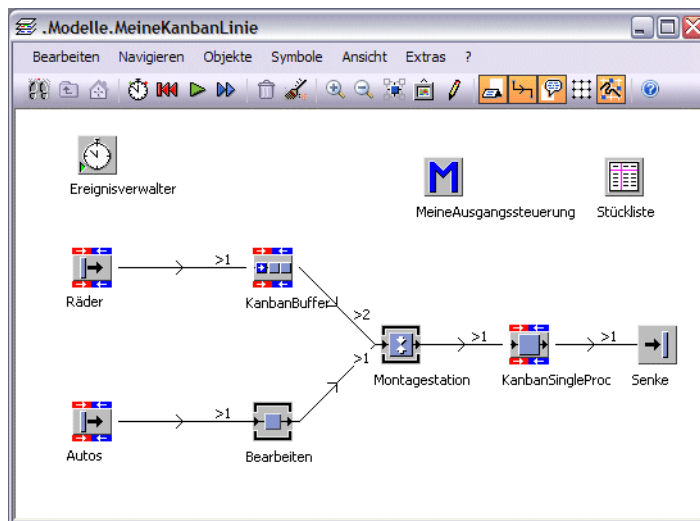 .Modelle.MeineKanbanLinie
Bearbeiten Navigieren Objekte Symbole Ansicht Extras ?
Ereignisverwalter
MeineAusgangssteuerung
Stückliste
>1
Räder
KanbanBuffer1
>2
>1
>1
>1
Montagestation
KanbanSingleProc
Senke
>1
Autos
Bearbeiten